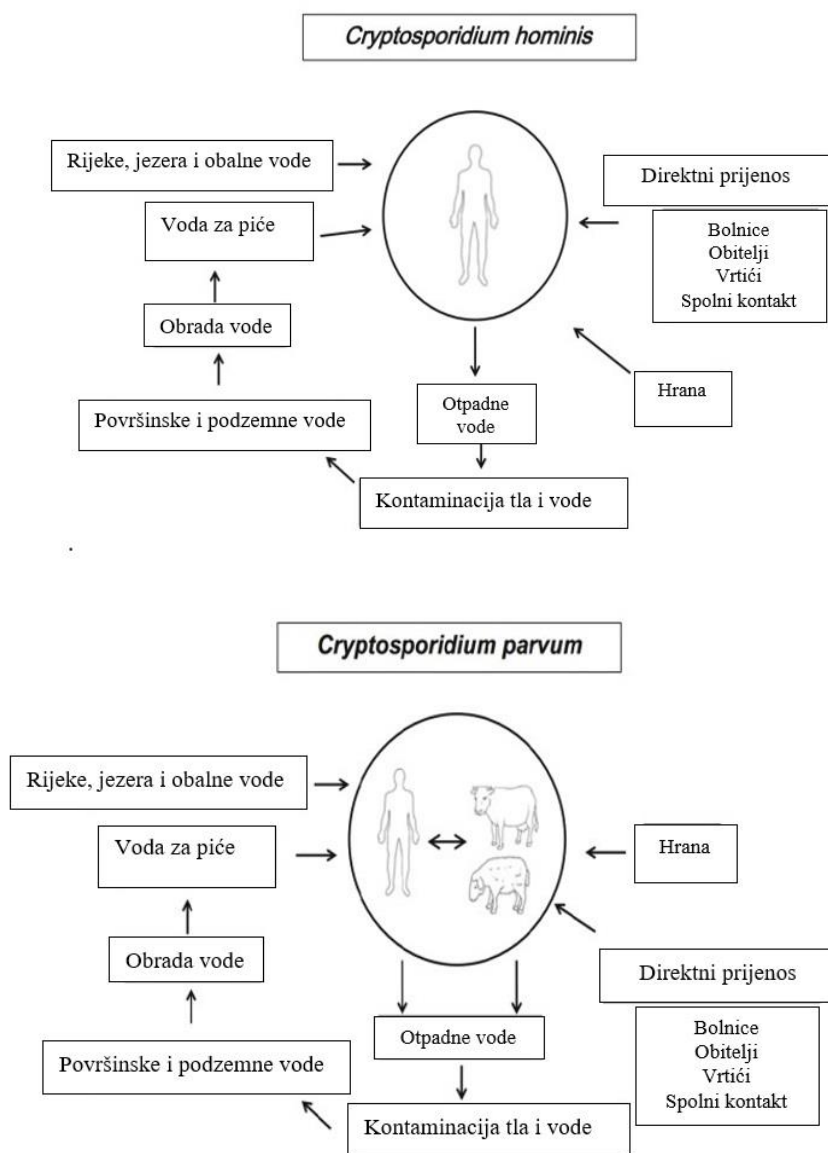 Cryptosporidium hominis
Rijeke, jezera i obalne vode
Voda za piće
Obrada vode
Površinske i podzemne vode
Otpadne
vode
Kontaminacija tla i vode
Direktni prijenos
Bolnice
Obitelji
Vrtići
Spolni kontakt
Hrana
.
Cryptosporidium parvum
Rijeke, jezera i obalne vode
Voda za piće
Obrada vode
Površinske i podzemne vode
Otpadne vode
Kontaminacija tla i vode
Hrana
Direktni prijenos
Bolnice
Obitelji
Vrtići
Spolni kontakt